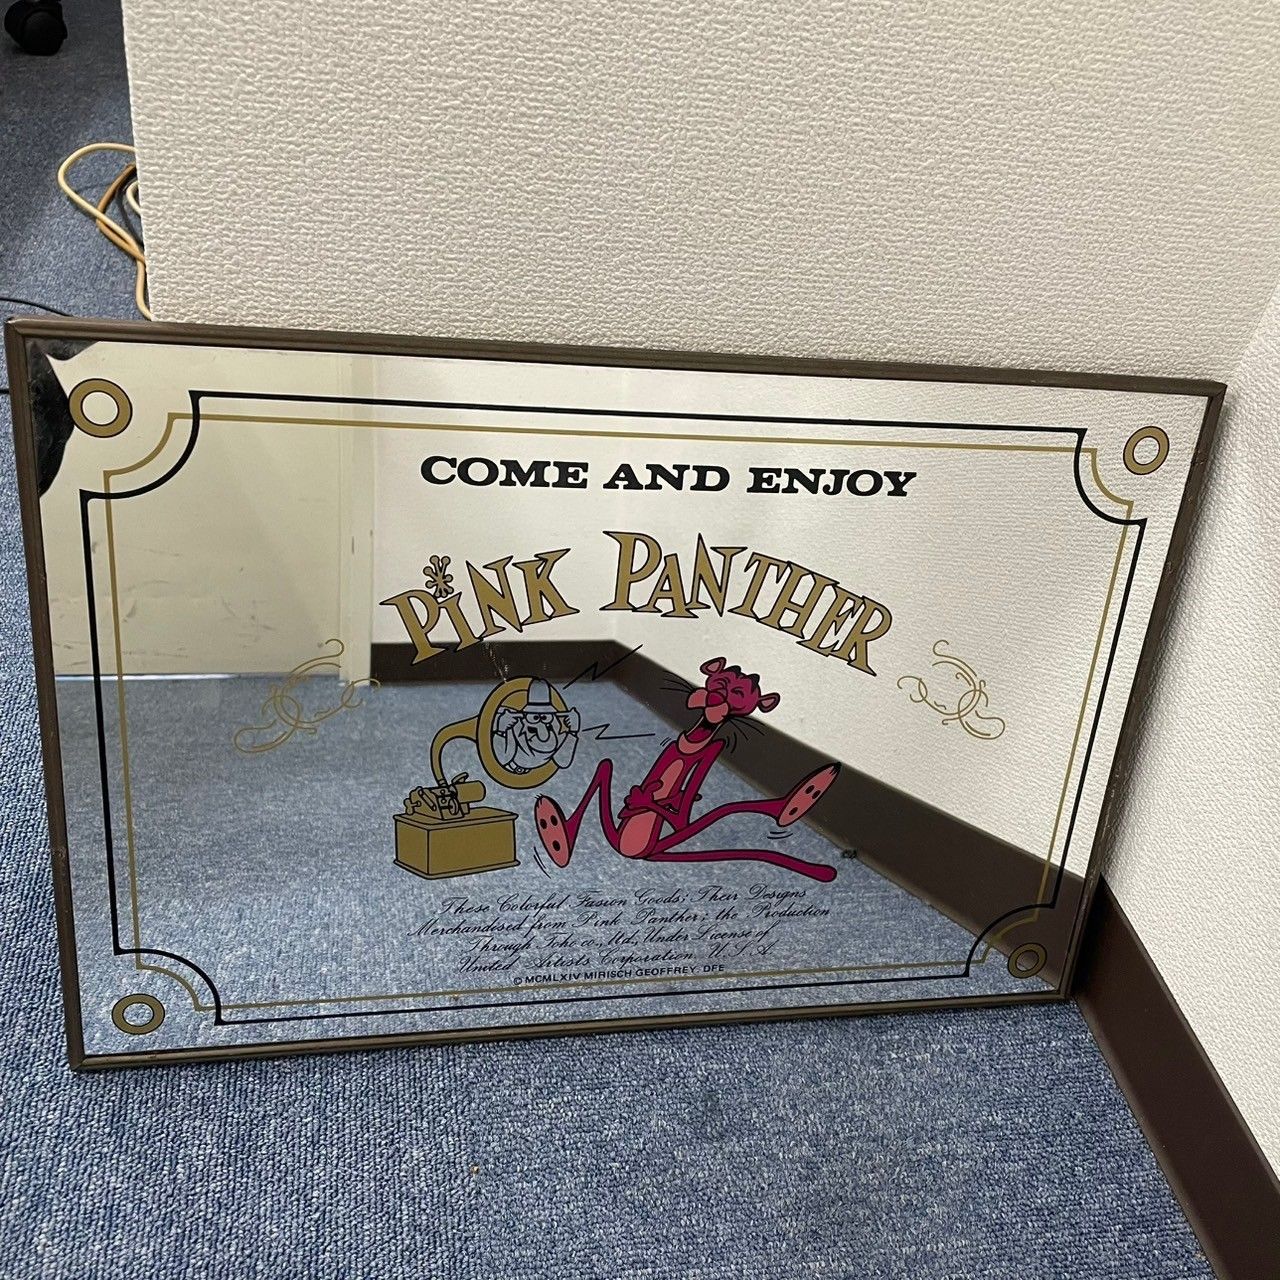 COME AND ENJOY
PINK PANTHER
These Colorful Fasion Goods; Their Designs
Merchandised from Pink Panther; the Production
Through Toho co., ltd, Under License of
United Artists Corporation. U. S. A.
© MCMLXIV MIRISCH GEOFFREY. DFE